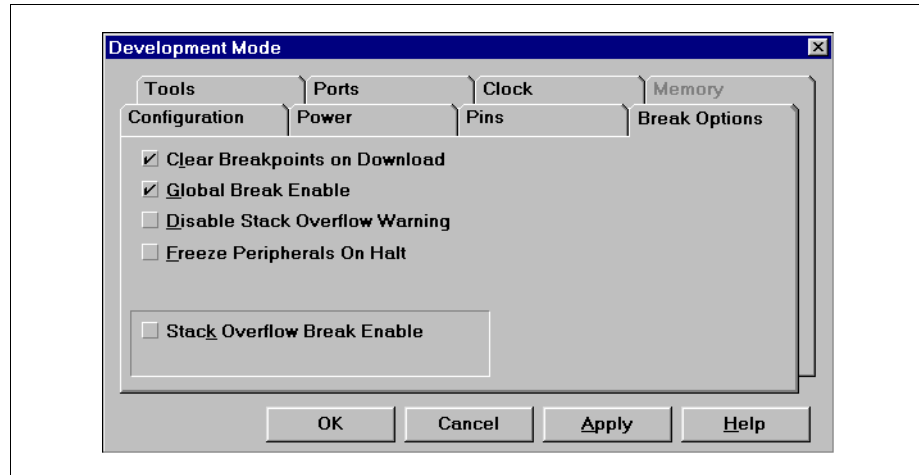 Development Mode
Tools Ports Clock Memory
Configuration Power Pins Break Options
Clear Breakpoints on Download
Global Break Enable
Disable Stack Overflow Warning
Freeze Peripherals On Halt
Stack Overflow Break Enable
OK Cancel Apply Help